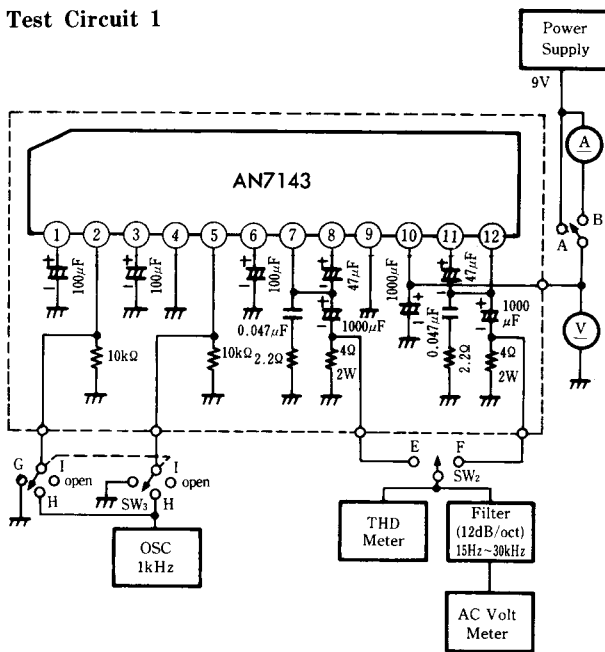 Test Circuit 1
Power
Supply
9V
A
B
A
V
AN7143
1 2 3 4 5 6 7 8 9 10 11 12
100μF
100μF
100μF
47μF
1000μF
47μF
0.047μF
1000μF
0.047μF
1000
μF
10kΩ
10kΩ
2.2Ω
4Ω
2W
2.2Ω
4Ω
2W
G
I
open
H
I
open
SW3
H
OSC
1kHz
E
F
SW2
THD
Meter
Filter
(12dB/oct)
15Hz~30kHz
AC Volt
Meter